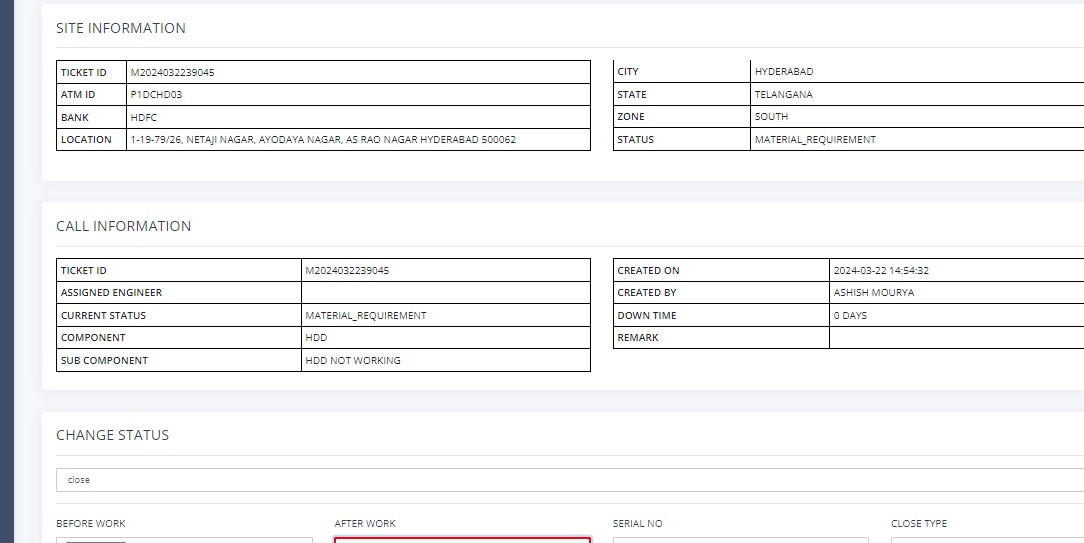 SITE INFORMATION
TICKET ID M2024032239045
ATM ID P1DCHD03
BANK HDFC
LOCATION 1-19-79/26, NETAJI NAGAR, AYODAYA NAGAR, AS RAO NAGAR HYDERABAD 500062
CITY HYDERABAD
STATE TELANGANA
ZONE SOUTH
STATUS MATERIAL_REQUIREMENT
CALL INFORMATION
TICKET ID M2024032239045
ASSIGNED ENGINEER
CURRENT STATUS MATERIAL_REQUIREMENT
COMPONENT HDD
SUB COMPONENT HDD NOT WORKING
CREATED ON 2024-03-22 14:54:32
CREATED BY ASHISH MOURYA
DOWN TIME 0 DAYS
REMARK
CHANGE STATUS
close
BEFORE WORK AFTER WORK SERIAL NO CLOSE TYPE